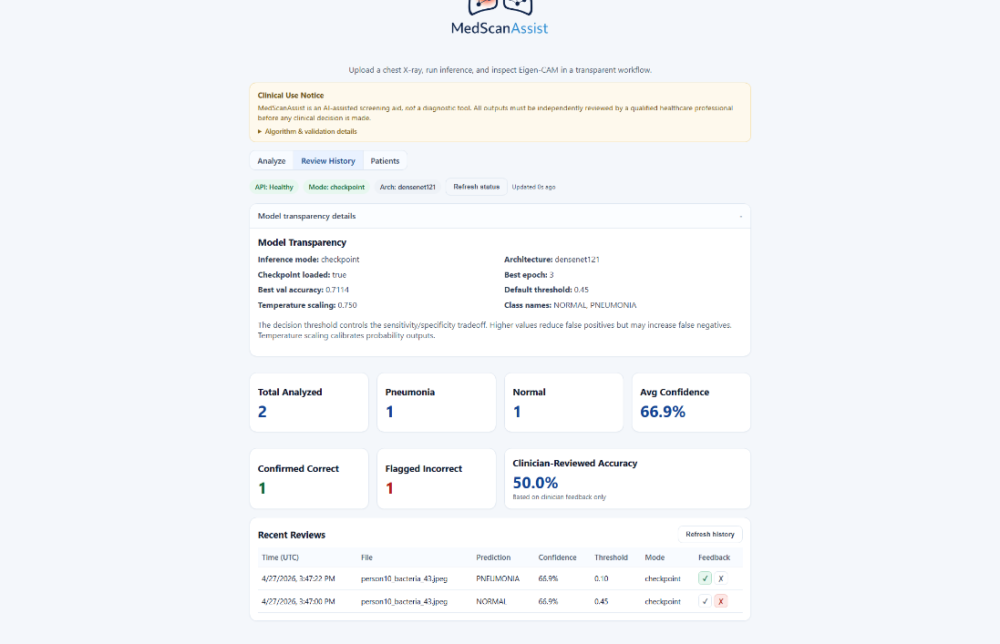 MedScanAssist
Upload a chest X-ray, run inference, and inspect Eigen-CAM in a transparent workflow.
Clinical Use Notice
MedScanAssist is an AI-assisted screening aid, not a diagnostic tool. All outputs must be independently reviewed by a qualified healthcare professional
before any clinical decision is made.
▶ Algorithm & validation details
Analyze Review History Patients
API: Healthy Mode: checkpoint Arch: densenet121 Refresh status Updated 0s ago
Model transparency details -
Model Transparency
Inference mode: checkpoint Architecture: densenet121
Checkpoint loaded: true Best epoch: 3
Best val accuracy: 0.7114 Default threshold: 0.45
Temperature scaling: 0.750 Class names: NORMAL, PNEUMONIA
The decision threshold controls the sensitivity/specificity tradeoff. Higher values reduce false positives but may increase false negatives.
Temperature scaling calibrates probability outputs.
Total Analyzed Pneumonia Normal Avg Confidence
2 1 1 66.9%
Confirmed Correct Flagged Incorrect Clinician-Reviewed Accuracy
1 1 50.0%
Based on clinician feedback only
Recent Reviews Refresh history
Time (UTC) File Prediction Confidence Threshold Mode Feedback
4/27/2026, 3:47:22 PM person10_bacteria_43.jpeg PNEUMONIA 66.9% 0.10 checkpoint ✓ ✗
4/27/2026, 3:47:00 PM person10_bacteria_43.jpeg NORMAL 66.9% 0.45 checkpoint ✓ ✗